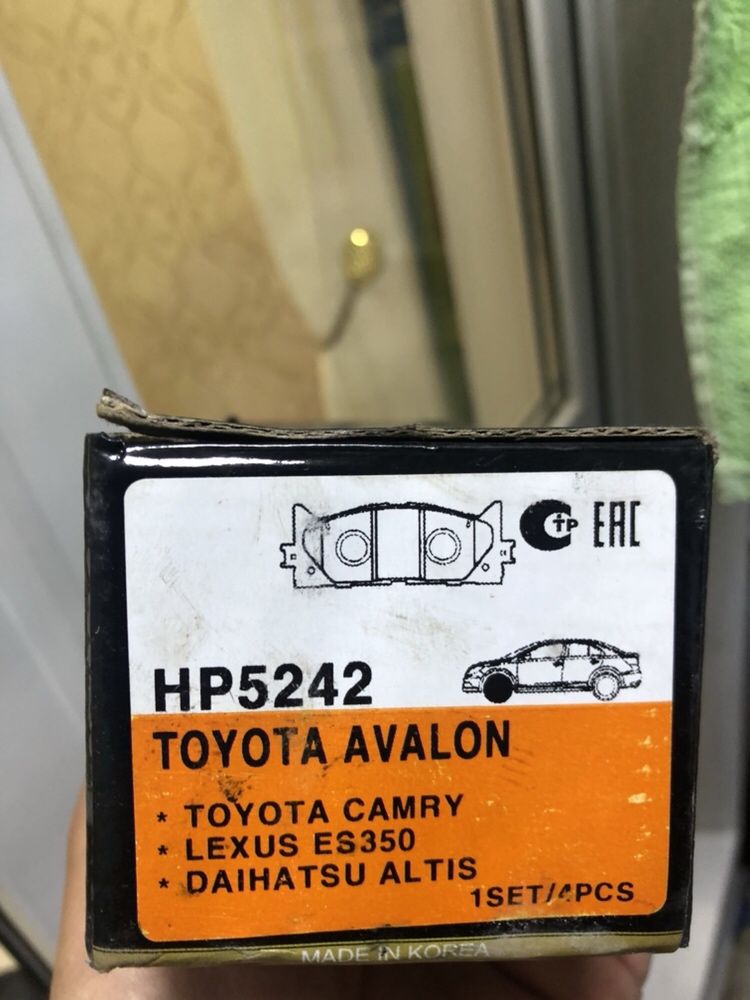 СТР EAC
HP5242
TOYOTA AVALON
* TOYOTA CAMRY
* LEXUS ES350
* DAIHATSU ALTIS
1SET/4PCS
MADE IN KOREA